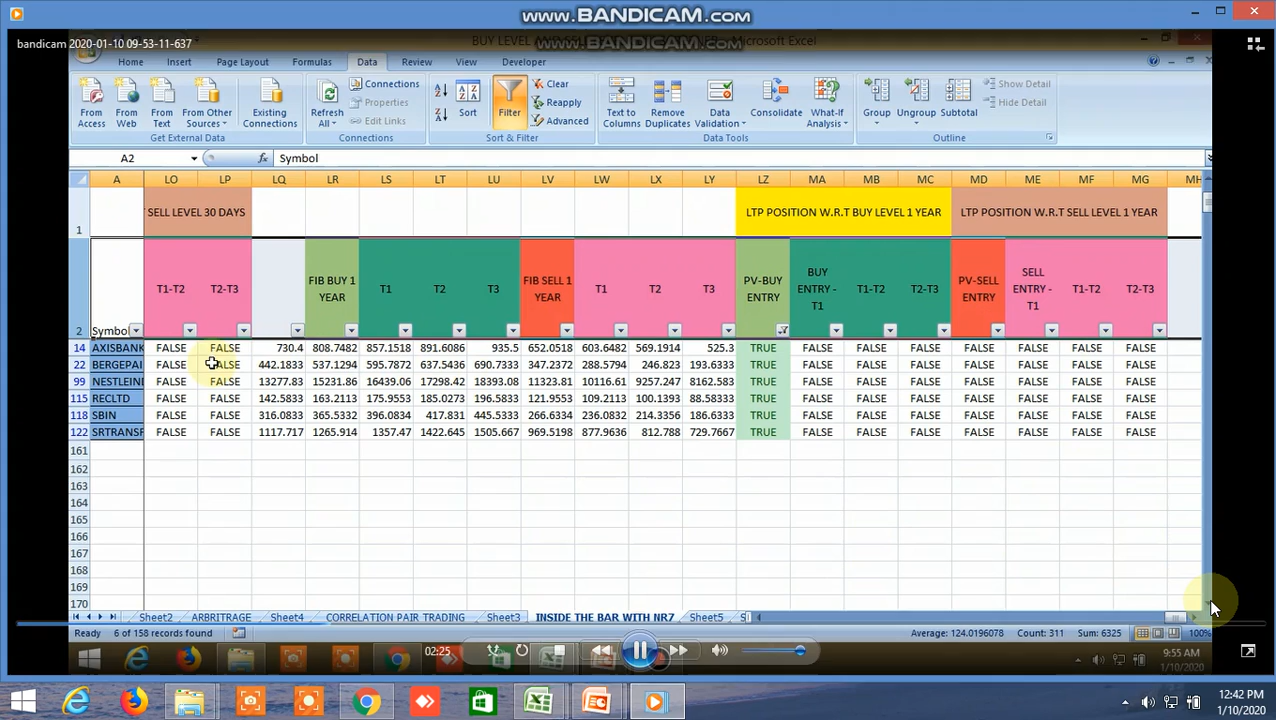 www.BANDICAM.com
bandicam 2020-01-10 09-53-11-637
www.BANDICAM.com
Microsoft Excel
Home Insert Page Layout Formulas Data Review View Developer
From Access From Web From Text From Other Sources Existing Connections Refresh All Connections Properties Edit Links Sort Filter Clear Reapply Advanced Text to Columns Remove Duplicates Data Validation Consolidate What-If Analysis Group Ungroup Subtotal Show Detail Hide Detail
Get External Data Connections Sort & Filter Data Tools Outline
A2 fx Symbol
A LO LP LQ LR LS LT LU LV LW LX LY LZ MA MB MC MD ME MF MG MH
1 SELL LEVEL 30 DAYS LTP POSITION W.R.T BUY LEVEL 1 YEAR LTP POSITION W.R.T SELL LEVEL 1 YEAR
2 Symbol T1-T2 T2-T3 FIB BUY 1 YEAR T1 T2 T3 FIB SELL 1 YEAR T1 T2 T3 PV-BUY ENTRY BUY ENTRY - T1 T1-T2 T2-T3 PV-SELL ENTRY SELL ENTRY - T1 T1-T2 T2-T3
14 AXISBANK FALSE FALSE 730.4 808.7482 857.1518 891.6086 935.5 652.0518 603.6482 569.1914 525.3 TRUE FALSE FALSE FALSE FALSE FALSE FALSE FALSE
22 BERGEPAI FALSE FALSE 442.1833 537.1294 595.7872 637.5436 690.7333 347.2372 288.5794 246.823 193.6333 TRUE FALSE FALSE FALSE FALSE FALSE FALSE FALSE
99 NESTLEIN FALSE FALSE 13277.83 15231.86 16439.06 17298.42 18393.08 11323.81 10116.61 9257.247 8162.583 TRUE FALSE FALSE FALSE FALSE FALSE FALSE FALSE
115 RECLTD FALSE FALSE 142.5833 163.2113 175.9553 185.0273 196.5833 121.9553 109.2113 100.1393 88.58333 TRUE FALSE FALSE FALSE FALSE FALSE FALSE FALSE
118 SBIN FALSE FALSE 316.0833 365.5332 396.0834 417.831 445.5333 266.6334 236.0832 214.3356 186.6333 TRUE FALSE FALSE FALSE FALSE FALSE FALSE FALSE
122 SRTRANSF FALSE FALSE 1117.717 1265.914 1357.47 1422.645 1505.667 969.5198 877.9636 812.788 729.7667 TRUE FALSE FALSE FALSE FALSE FALSE FALSE FALSE
161
162
163
164
165
166
167
168
169
170
Sheet2 ARBRITRAGE Sheet4 CORRELATION PAIR TRADING Sheet3 INSIDE THE BAR WITH NR7 Sheet5
Ready 6 of 158 records found Average: 124.0196078 Count: 311 Sum: 6325 100%
02:25
9:55 AM
1/10/2020
12:42 PM
1/10/2020